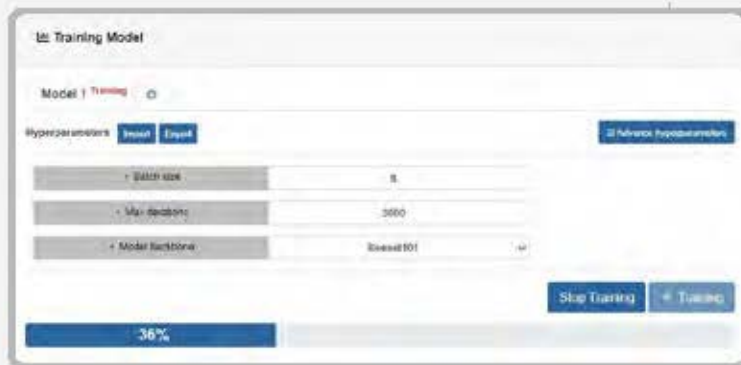 Training Model
Model 1 Training
Hyperparameters Import Export
Advance hyperparameters
Batch size
Max iterations 3000
Model Backbone
Stop Training Training
36%